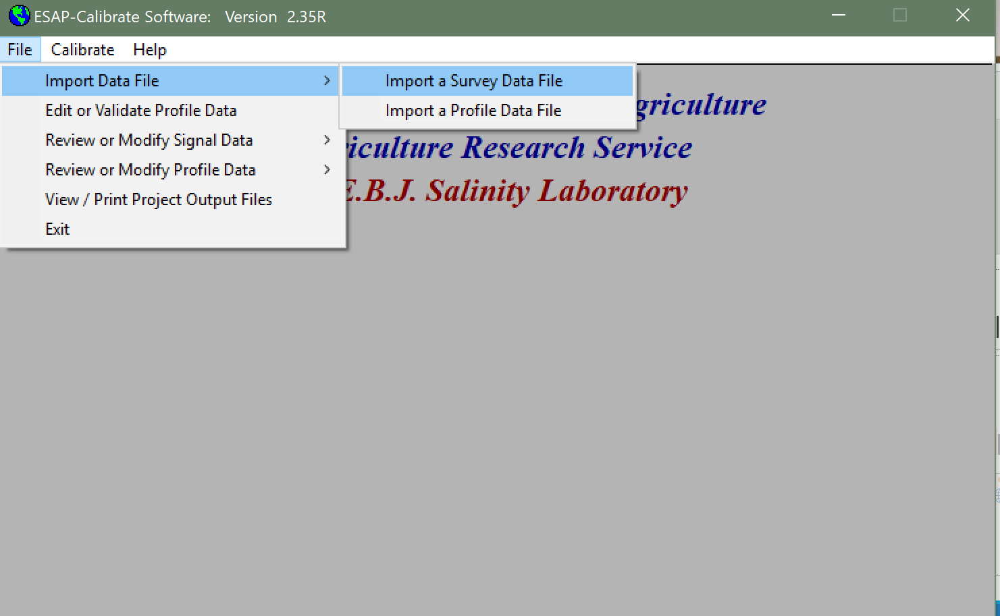 ESAP-Calibrate Software: Version 2.35R
File Calibrate Help
Import Data File
Import a Survey Data File
Edit or Validate Profile Data
Import a Profile Data File
Review or Modify Signal Data
Review or Modify Profile Data
View / Print Project Output Files
Exit
griculture
riculture Research Service
E.B.J. Salinity Laboratory